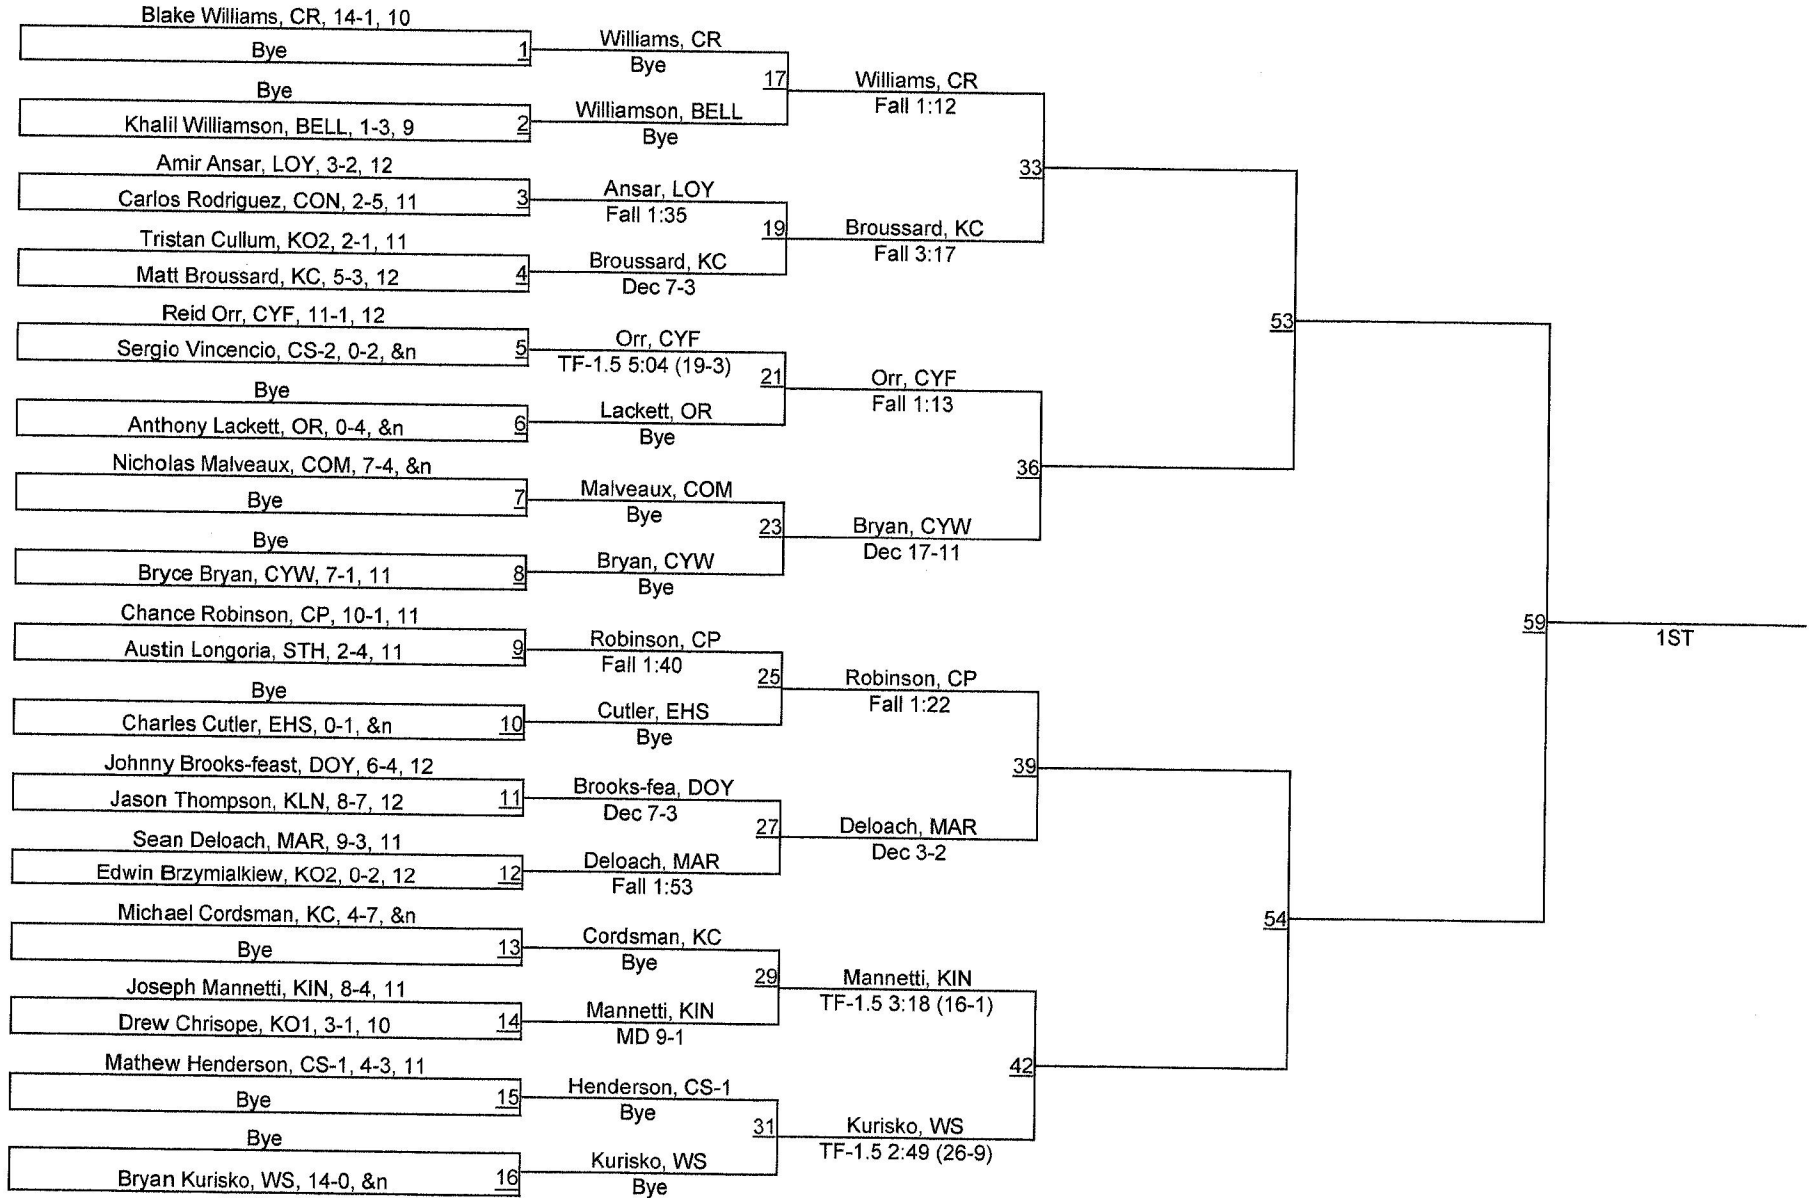 Blake Williams, CR, 14-1, 10
Bye
1
Bye
Khalil Williamson, BELL, 1-3, 9
2
Amir Ansar, LOY, 3-2, 12
Carlos Rodriguez, CON, 2-5, 11
3
Tristan Cullum, KO2, 2-1, 11
Matt Broussard, KC, 5-3, 12
4
Reid Orr, CYF, 11-1, 12
Sergio Vincencio, CS-2, 0-2, &n
5
Bye
Anthony Lackett, OR, 0-4, &n
6
Nicholas Malveaux, COM, 7-4, &n
Bye
7
Bye
Bryce Bryan, CYW, 7-1, 11
8
Chance Robinson, CP, 10-1, 11
Austin Longoria, STH, 2-4, 11
9
Bye
Charles Cutler, EHS, 0-1, &n
10
Johnny Brooks-feast, DOY, 6-4, 12
Jason Thompson, KLN, 8-7, 12
11
Sean Deloach, MAR, 9-3, 11
Edwin Brzymialkiew, KO2, 0-2, 12
12
Michael Cordsman, KC, 4-7, &n
Bye
13
Joseph Mannetti, KIN, 8-4, 11
Drew Chrisope, KO1, 3-1, 10
14
Mathew Henderson, CS-1, 4-3, 11
Bye
15
Bye
Bryan Kurisko, WS, 14-0, &n
16
Williams, CR
Bye
17
Williamson, BELL
Bye
Ansar, LOY
Fall 1:35
19
Broussard, KC
Dec 7-3
Orr, CYF
TF-1.5 5:04 (19-3)
21
Lackett, OR
Bye
Malveaux, COM
Bye
23
Bryan, CYW
Bye
Robinson, CP
Fall 1:40
25
Cutler, EHS
Bye
Brooks-fea, DOY
Dec 7-3
27
Deloach, MAR
Fall 1:53
Cordsman, KC
Bye
29
Mannetti, KIN
MD 9-1
Henderson, CS-1
Bye
31
Kurisko, WS
Bye
Williams, CR
Fall 1:12
33
Broussard, KC
Fall 3:17
Orr, CYF
Fall 1:13
36
Bryan, CYW
Dec 17-11
Robinson, CP
Fall 1:22
39
Deloach, MAR
Dec 3-2
Mannetti, KIN
TF-1.5 3:18 (16-1)
42
Kurisko, WS
TF-1.5 2:49 (26-9)
53
54
59
1ST